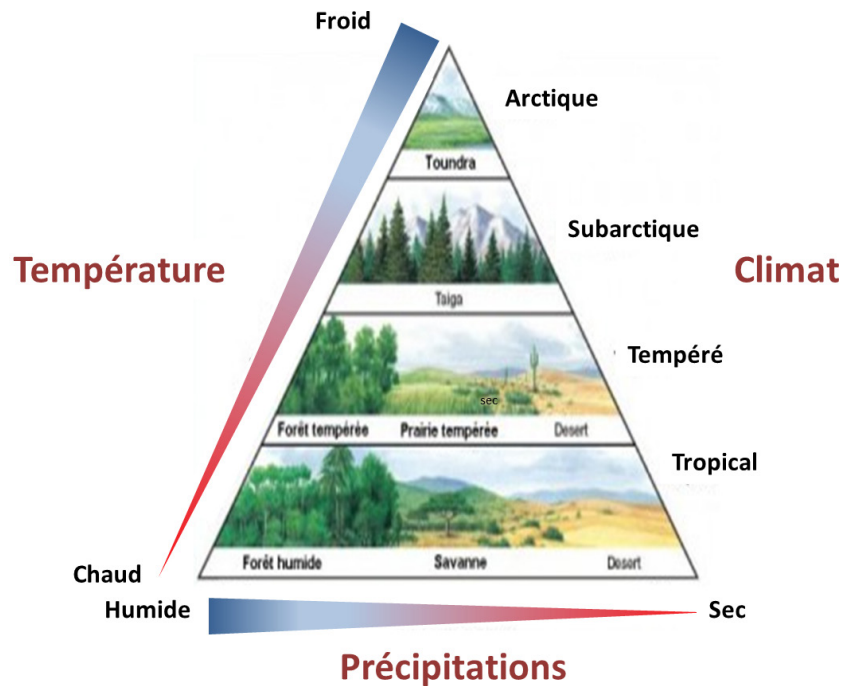 Froid
Arctique
Toundra
Subarctique
Température
Climat
Taiga
Tempéré
sec
Forêt tempérée Prairie tempérée Desert
Tropical
Forêt humide Savanne Desert
Chaud
Humide Sec
Précipitations